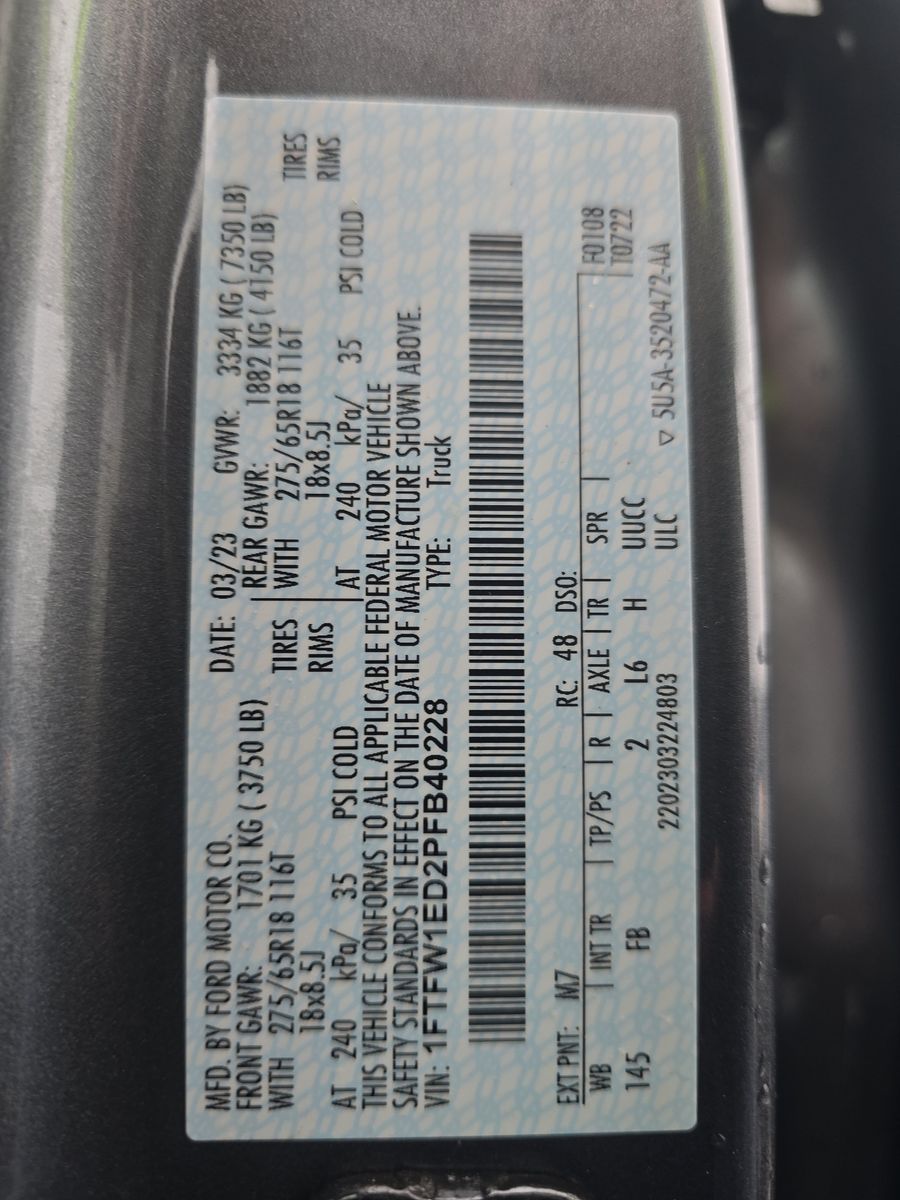 MFD. BY FORD MOTOR CO. DATE: 03/23 GVWR: 3334 KG ( 7350 LB)
FRONT GAWR: 1701 KG ( 3750 LB) REAR GAWR: 1882 KG ( 4150 LB)
WITH 275/65R18 116T TIRES WITH 275/65R18 116T TIRES
18x8.5J RIMS 18x8.5J RIMS
AT 240 kPa/ 35 PSI COLD AT 240 kPa/ 35 PSI COLD
THIS VEHICLE CONFORMS TO ALL APPLICABLE FEDERAL MOTOR VEHICLE
SAFETY STANDARDS IN EFFECT ON THE DATE OF MANUFACTURE SHOWN ABOVE.
VIN: 1FTFW1ED2PFB40228 TYPE: Truck
EXT PNT: M7 RC: 48 DSO:
WB INT TR TP/PS R AXLE TR SPR F0108
145 FB 2 L6 H UUCC T0722
220230322480​3 ULC ▽ 5U5A-3520472-AA